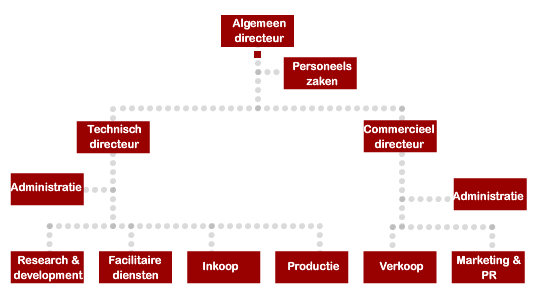 Algemeen
directeur
Personeels
zaken
Technisch
directeur
Commercieel
directeur
Administratie
Administratie
Research &
development
Facilitaire
diensten
Inkoop
Productie
Verkoop
Marketing &
PR